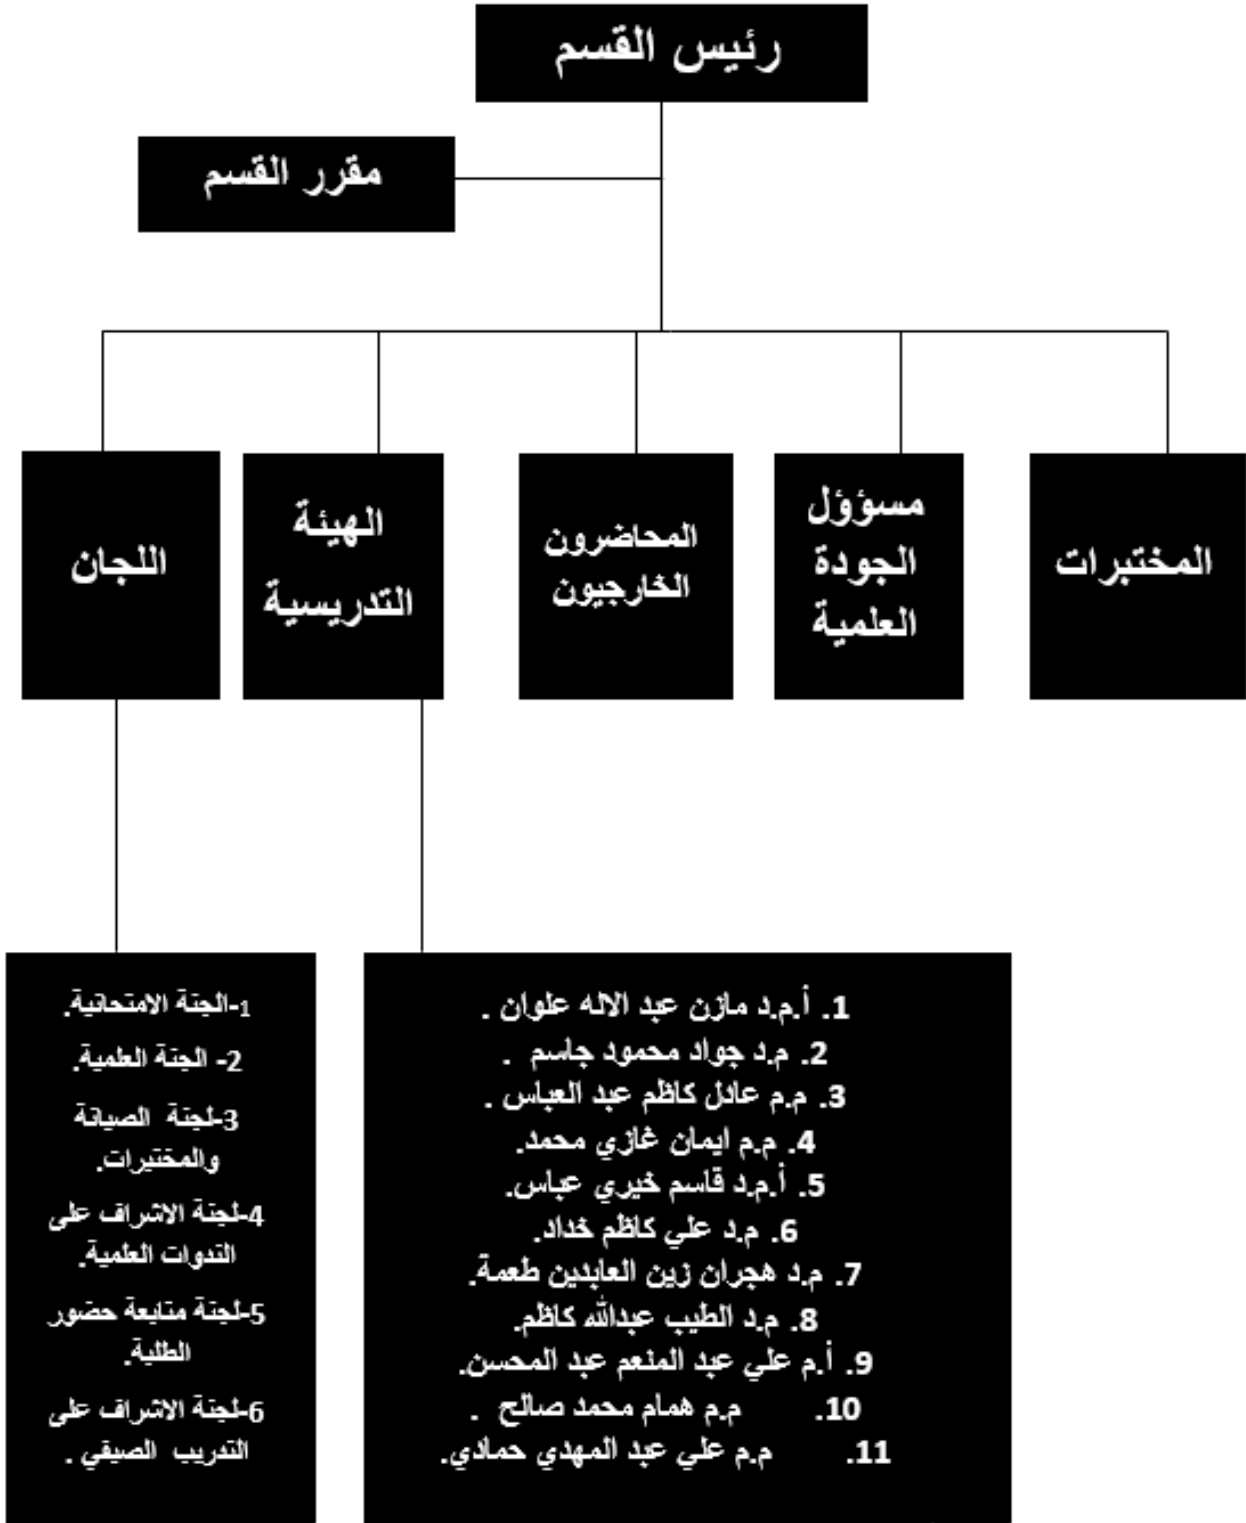 رئيس القسم
مقرر القسم
المختبرات
مسؤؤل
الجودة
العلمية
المحاضرون
الخارجيون
الهيئة
التدريسية
اللجان
1. أ.م.د مازن عبد الاله علوان .
2. م.د جواد محمود جاسم .
3. م.م عادل كاظم عبد العباس .
4. م.م ايمان غازي محمد.
5. أ.م.د قاسم خيري عباس.
6. م.د علي كاظم خداد.
7. م.د هجران زين العابدين طعمة.
8. م.د الطيب عبدالله كاظم.
9. أ.م علي عبد المنعم عبد المحسن.
10. م.م همام محمد صالح .
11. م.م علي عبد المهدي حمادي.
1-الجنة الامتحانية.
2- الجنة العلمية.
3-لجنة الصيانة
والمختبرات.
4-لجنة الاشراف على
الندوات العلمية.
5-لجنة متابعة حضور
الطلبة.
6-لجنة الاشراف على
التدريب الصيفي .